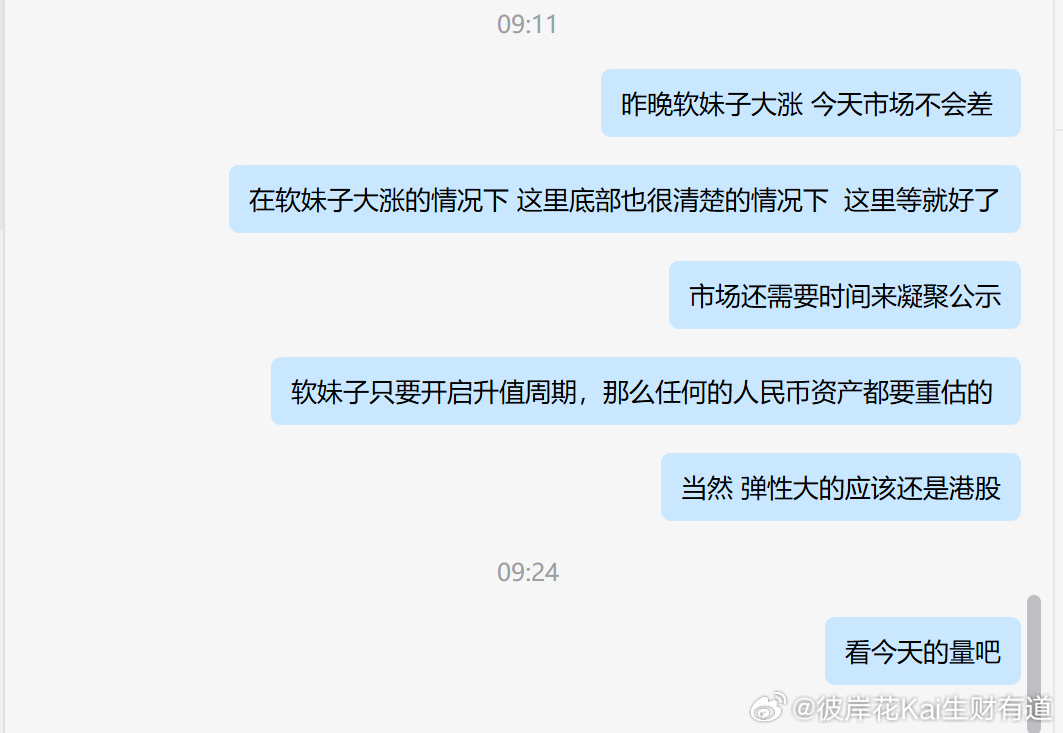 09:11
昨晚软妹子大涨 今天市场不会差
在软妹子大涨的情况下 这里底部也很清楚的情况下  这里等就好了
市场还需要时间来凝聚公示
软妹子只要开启升值周期，那么任何的人民币资产都要重估的
当然 弹性大的应该还是港股
09:24
看今天的量吧
@彼岸花Kai生财有道